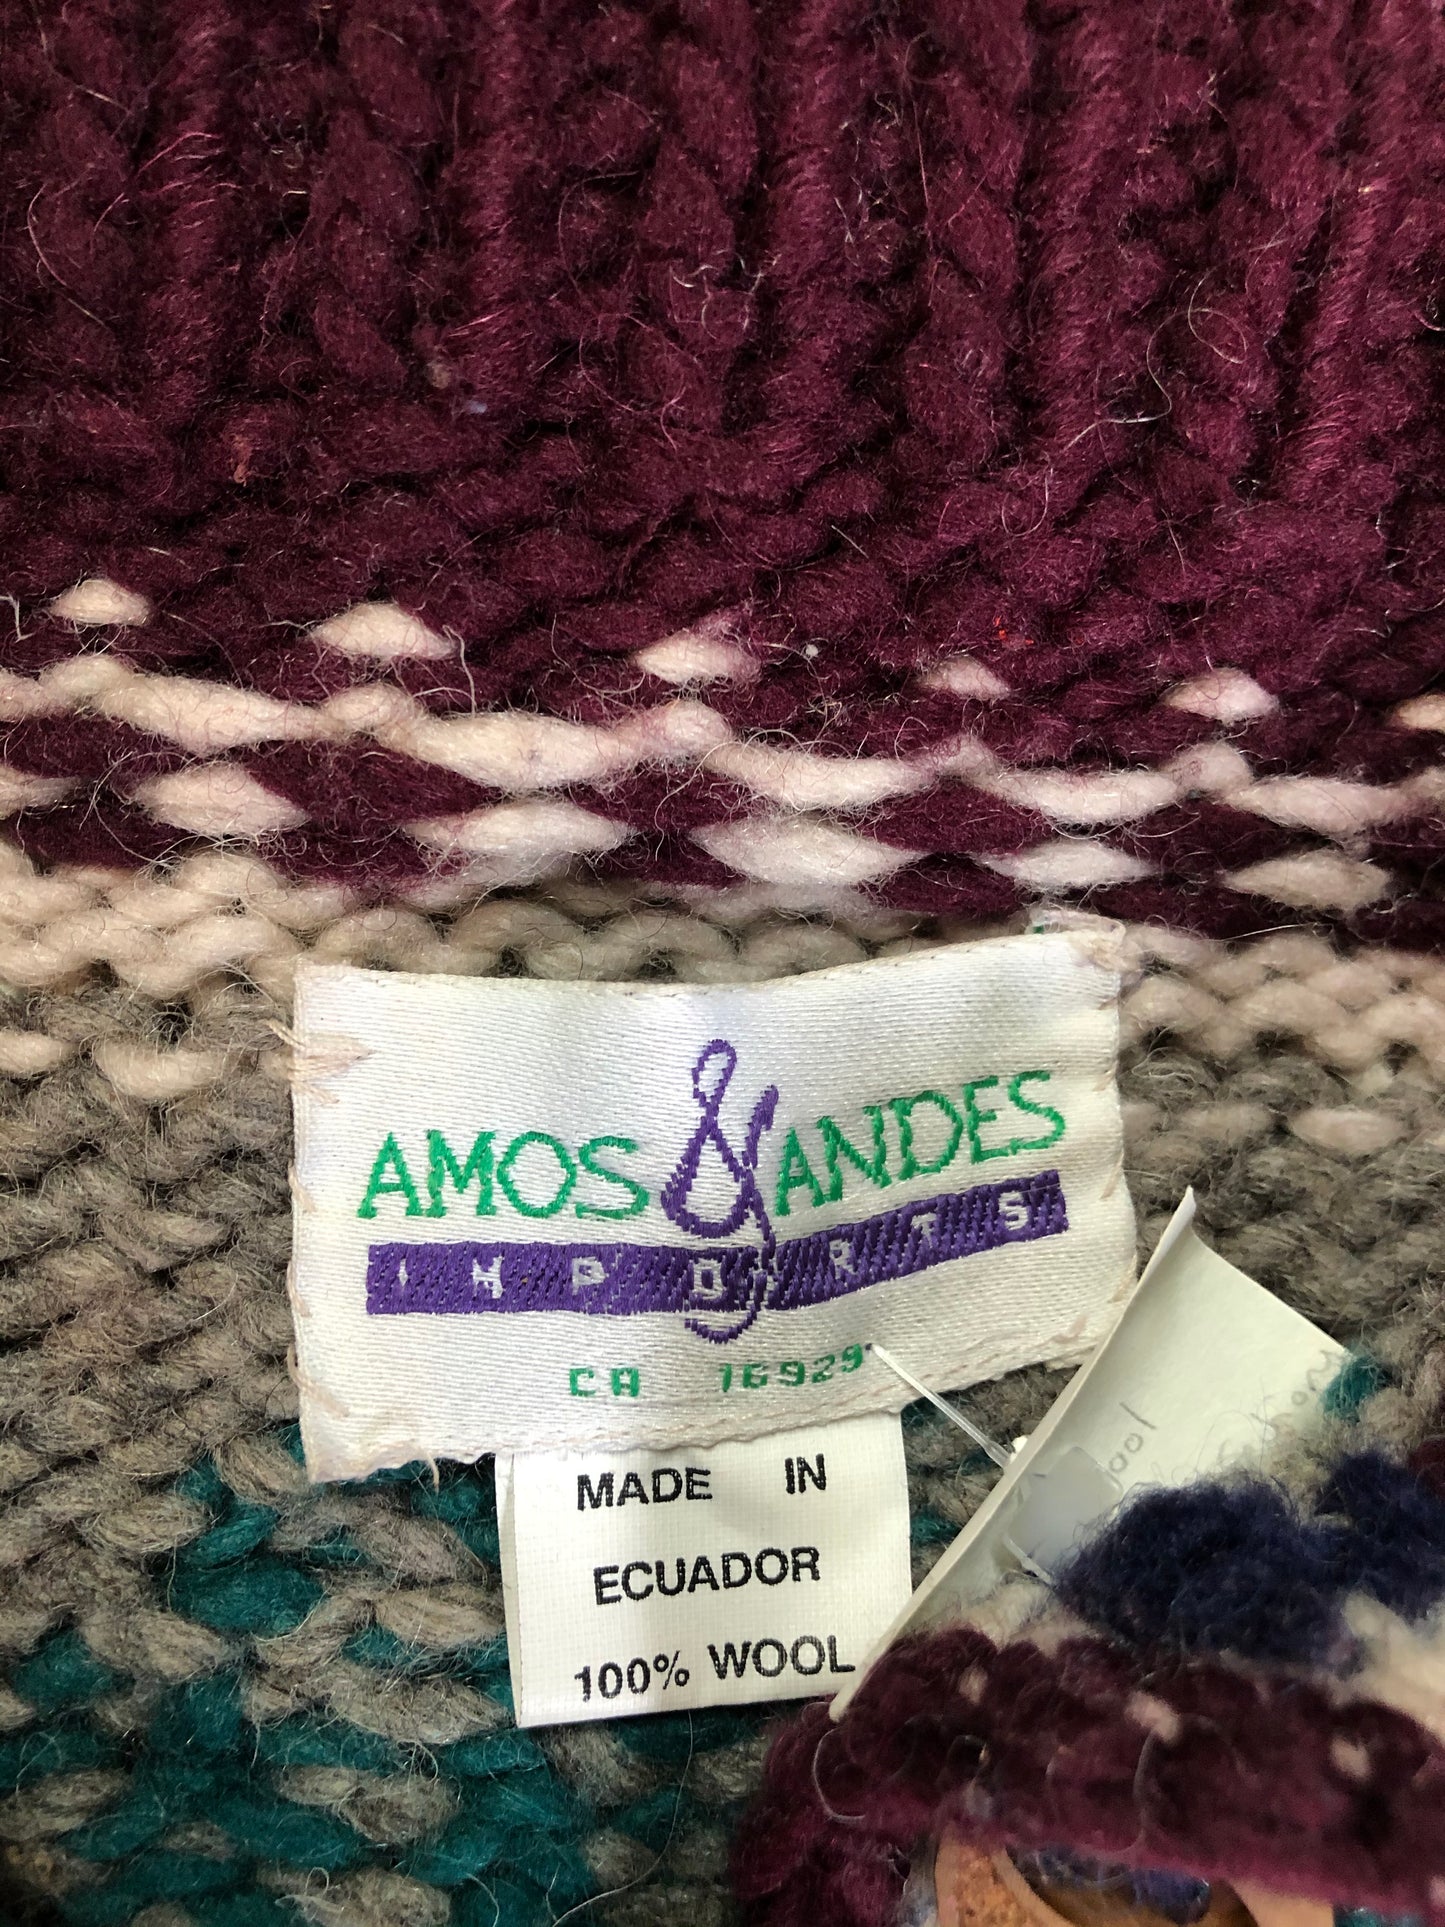 AMOS & ANDES
IMPORTS
CA 16929
MADE IN
ECUADOR
100% WOOL